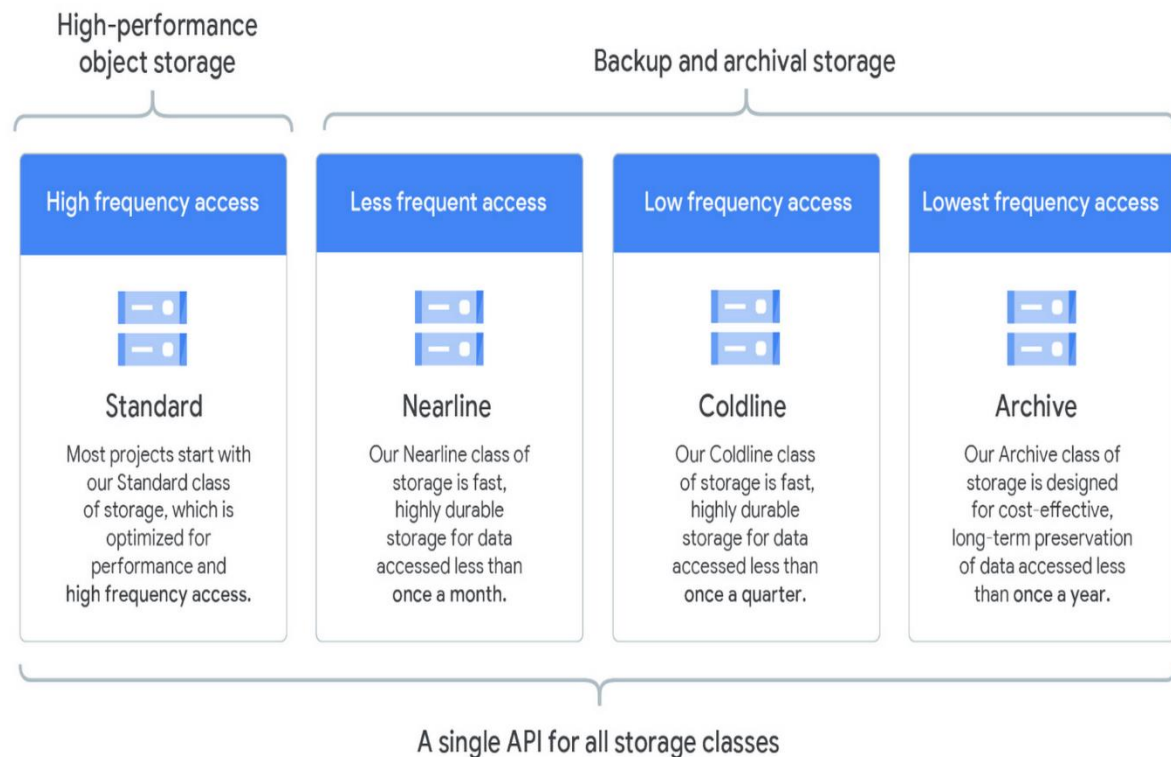 High-performance
object storage
Backup and archival storage
High frequency access
Standard
Most projects start with
our Standard class
of storage, which is
optimized for
performance and
high frequency access.
Less frequent access
Nearline
Our Nearline class of
storage is fast,
highly durable
storage for data
accessed less than
once a month.
Low frequency access
Coldline
Our Coldline class
of storage is fast,
highly durable
storage for data
accessed less than
once a quarter.
Lowest frequency access
Archive
Our Archive class of
storage is designed
for cost-effective,
long-term preservation
of data accessed less
than once a year.
A single API for all storage classes